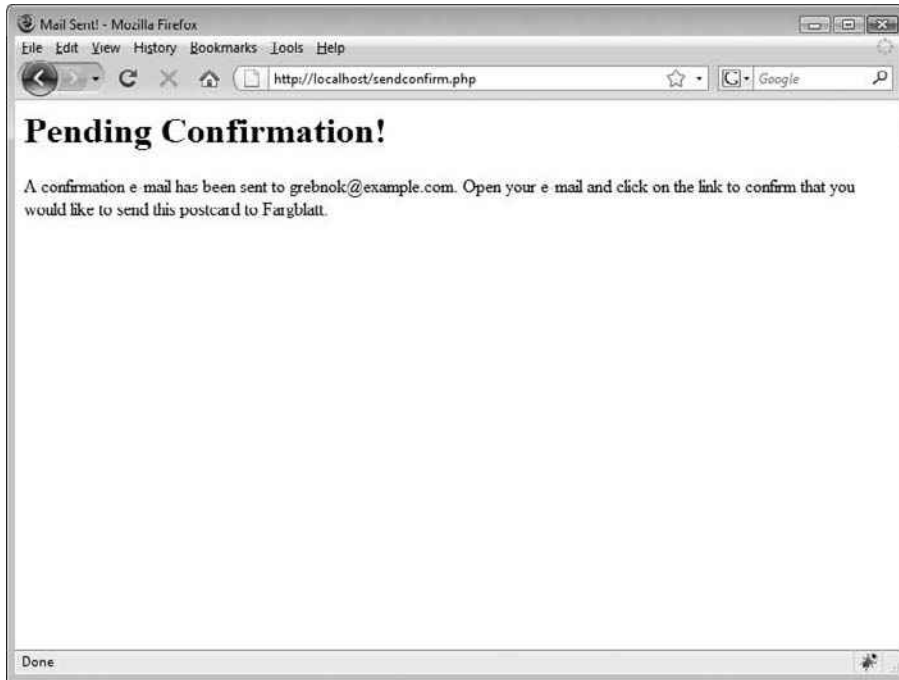 Mail Sent! - Mozilla Firefox
File Edit View History Bookmarks Tools Help
http://localhost/sendconfirm.php
G
Google
Pending Confirmation!
A confirmation e-mail has been sent to grebnok@example.com. Open your e-mail and click on the link to confirm that you
would like to send this postcard to Fargblatt.
Done